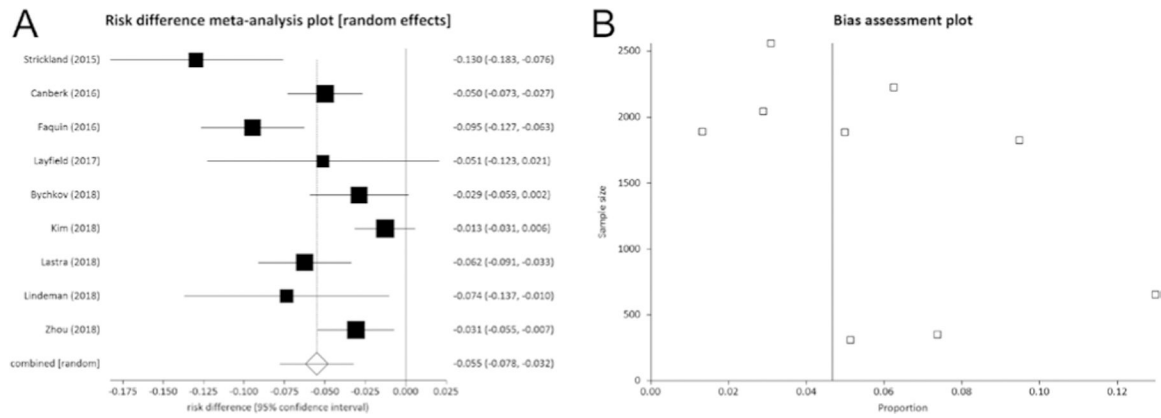 A
Risk difference meta-analysis plot [random effects]
Strickland (2015) -0.130 (-0.183, -0.076)
Canberk (2016) -0.050 (-0.073, -0.027)
Faquin (2016) -0.095 (-0.127, -0.063)
Layfield (2017) -0.051 (-0.123, 0.021)
Bychkov (2018) -0.029 (-0.059, 0.002)
Kim (2018) -0.013 (-0.031, 0.006)
Lastra (2018) -0.062 (-0.091, -0.033)
Lindeman (2018) -0.074 (-0.137, -0.010)
Zhou (2018) -0.031 (-0.055, -0.007)
combined [random] -0.055 (-0.078, -0.032)
-0.175 -0.150 -0.125 -0.100 -0.075 -0.050 -0.025 0.000 0.025
risk difference (95% confidence interval)
B
Bias assessment plot
2500
2000
1500
1000
500
0
Sample size
0.00 0.02 0.04 0.06 0.08 0.10 0.12
Proportion